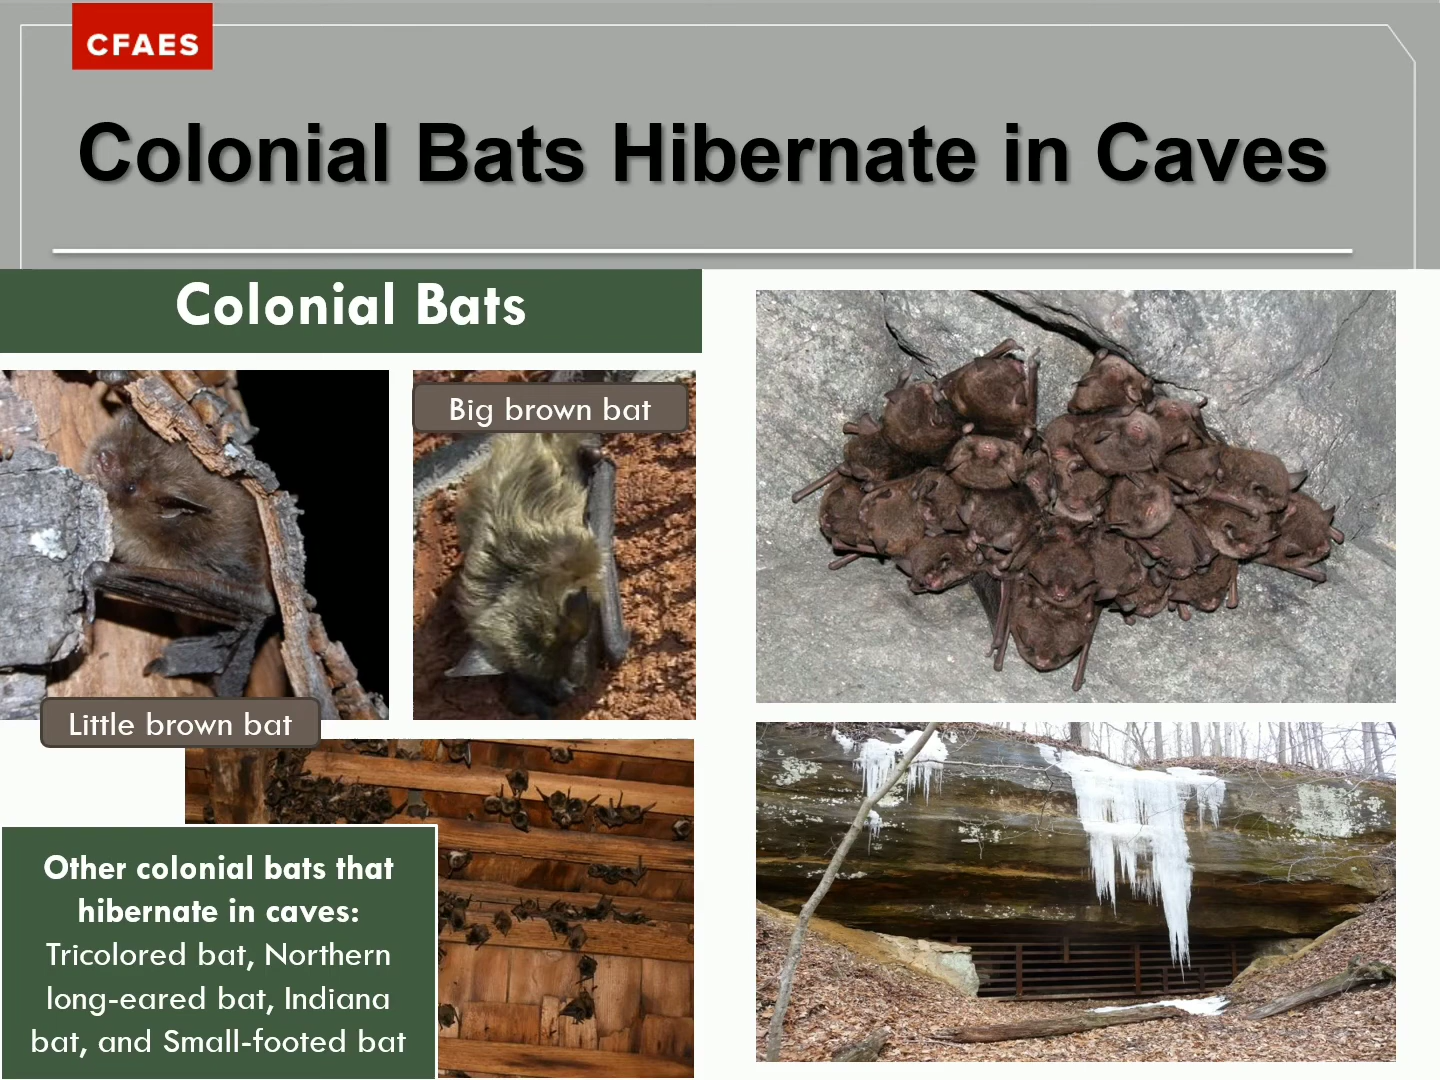 CFAES
Colonial Bats Hibernate in Caves
Colonial Bats
Big brown bat
Little brown bat
Other colonial bats that
hibernate in caves:
Tricolored bat, Northern
long-eared bat, Indiana
bat, and Small-footed bat